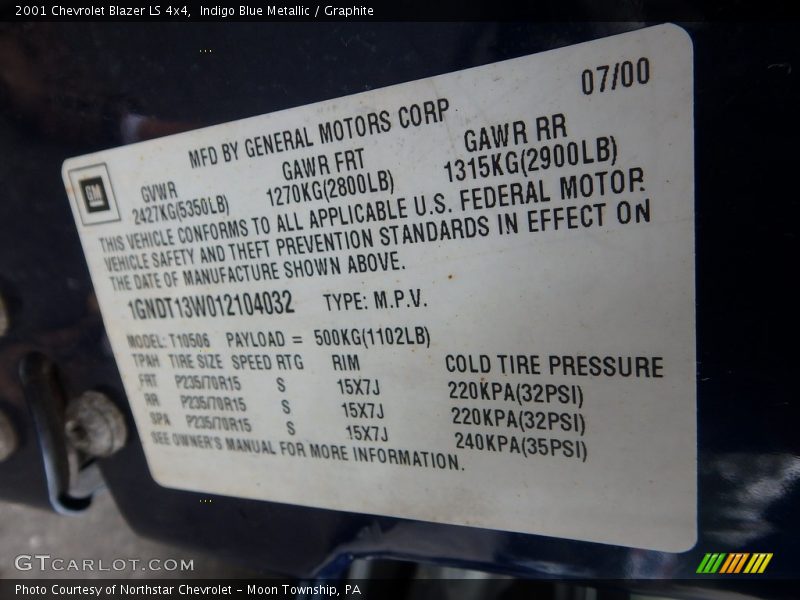 2001 Chevrolet Blazer LS 4x4,  Indigo Blue Metallic / Graphite
07/00
MFD BY GENERAL MOTORS CORP
GM
GVWR GAWR FRT GAWR RR
2427KG(5350LB) 1270KG(2800LB) 1315KG(2900LB)
THIS VEHICLE CONFORMS TO ALL APPLICABLE U.S. FEDERAL MOTOR
VEHICLE SAFETY AND THEFT PREVENTION STANDARDS IN EFFECT ON
THE DATE OF MANUFACTURE SHOWN ABOVE.
1GNDT13W012104032 TYPE: M.P.V.
MODEL: T10506 PAYLOAD = 500KG(1102LB)
TPAH TIRE SIZE SPEED RTG RIM COLD TIRE PRESSURE
FRT P235/70R15 S 15X7J 220KPA(32PSI)
RR P235/70R15 S 15X7J 220KPA(32PSI)
SPA P235/70R15 S 15X7J 240KPA(35PSI)
SEE OWNER'S MANUAL FOR MORE INFORMATION.
GTCARLOT.COM
Photo Courtesy of Northstar Chevrolet - Moon Township, PA